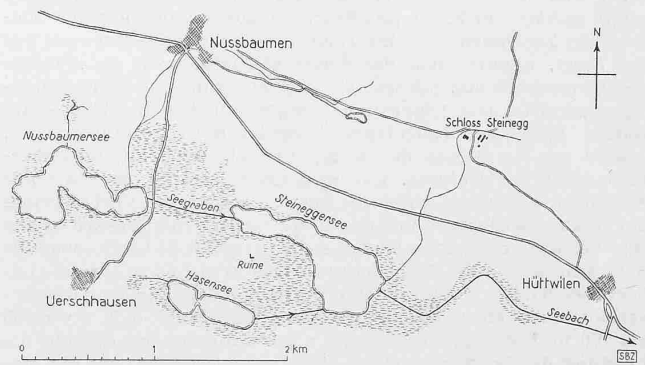 Nussbaumen
N
Schloss Steinegg
Nussbaumersee
Seegraben
Steineggersee
Ruine
Hasensee
Uerschhausen
Hüttwilen
Seebach
0 1 2 km
SBZ